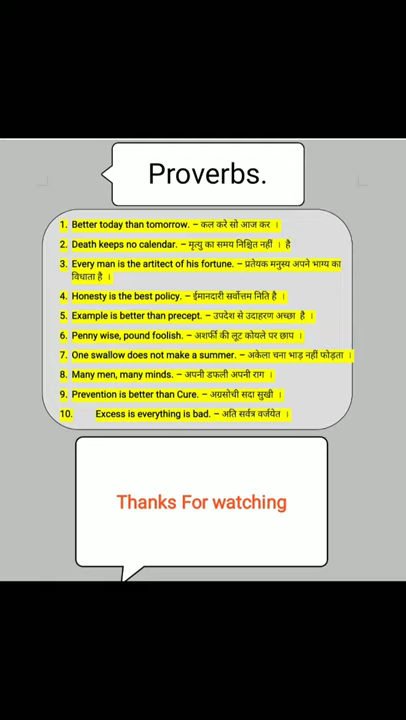 Proverbs.
1. Better today than tomorrow. – कल करे सो आज कर ।
2. Death keeps no calendar. – मृत्यु का समय निश्चित नहीं । है
3. Every man is the artitect of his fortune. – प्रतेयक मनुस्य अपने भाग्य का
विधाता है ।
4. Honesty is the best policy. – ईमानदारी सर्वोत्तम निति है ।
5. Example is better than precept. – उपदेश से उदाहरण अच्छा है ।
6. Penny wise, pound foolish. – अशर्फी की लूट कोयले पर छाप ।
7. One swallow does not make a summer. – अकेला चना भाड़ नहीं फोड़ता ।
8. Many men, many minds. – अपनी डफली अपनी राग ।
9. Prevention is better than Cure. – अग्रसोची सदा सुखी ।
10. Excess is everything is bad. – अति सर्वत्र वर्जयेत ।
Thanks For watching